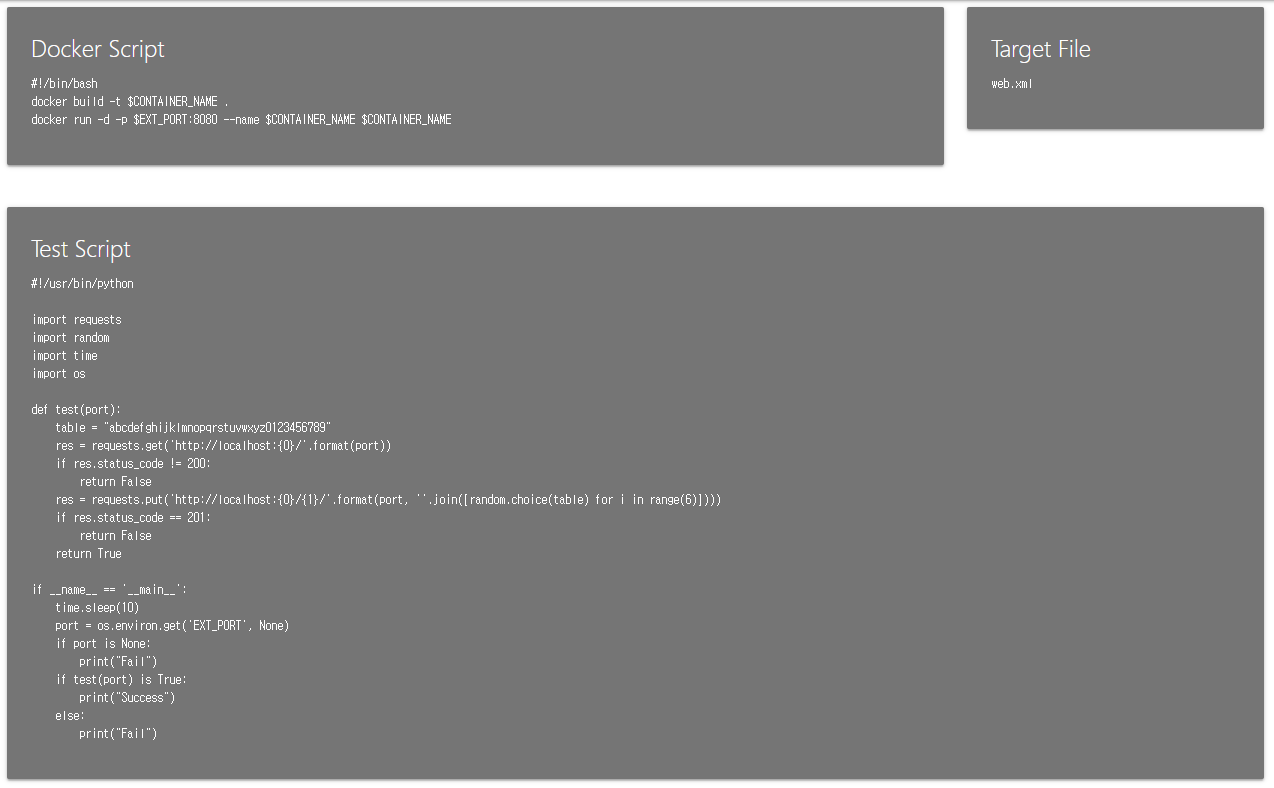 Docker Script
#!/bin/bash
docker build -t $CONTAINER_NAME .
docker run -d -p $EXT_PORT:8080 --name $CONTAINER_NAME $CONTAINER_NAME
Target File
web.xml
Test Script
#!/usr/bin/python

import requests
import random
import time
import os

def test(port):
    table = "abcdefghijklmnopqrstuvwxyz0123456789"
    res = requests.get('http://localhost:{0}/'.format(port))
    if res.status_code != 200:
        return False
    res = requests.put('http://localhost:{0}/{1}/'.format(port, ''.join([random.choice(table) for i in range(6)])))
    if res.status_code == 201:
        return False
    return True

if __name__ == '__main__':
    time.sleep(10)
    port = os.environ.get('EXT_PORT', None)
    if port is None:
        print("Fail")
    if test(port) is True:
        print("Success")
    else:
        print("Fail")